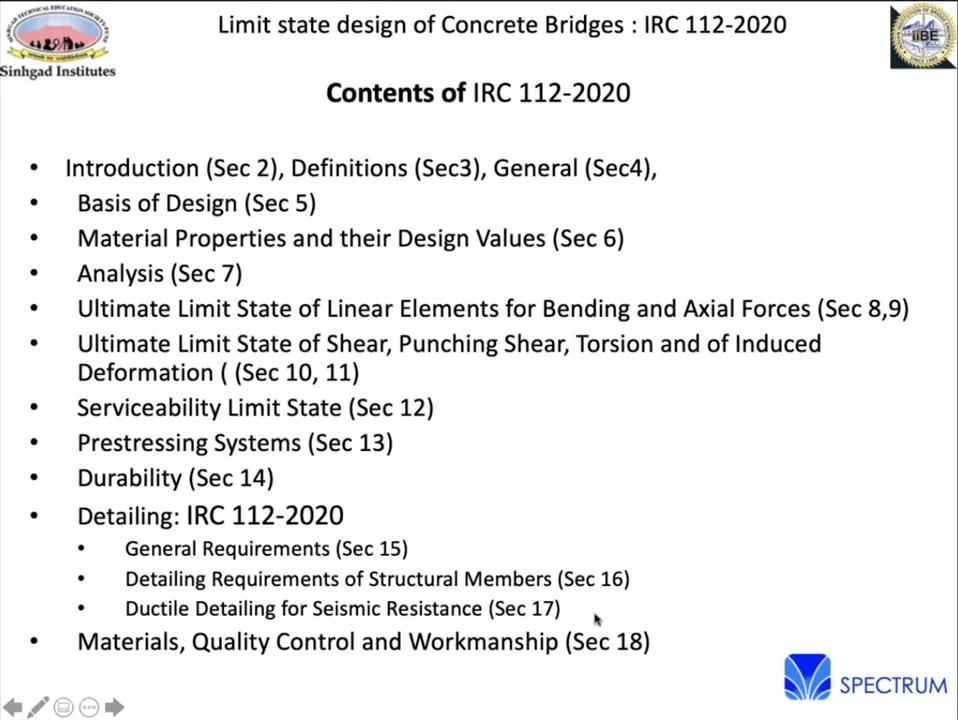 Limit state design of Concrete Bridges : IRC 112-2020
Sinhgad Institutes
IIBE
Contents of IRC 112-2020
• Introduction (Sec 2), Definitions (Sec3), General (Sec4),
• Basis of Design (Sec 5)
• Material Properties and their Design Values (Sec 6)
• Analysis (Sec 7)
• Ultimate Limit State of Linear Elements for Bending and Axial Forces (Sec 8,9)
• Ultimate Limit State of Shear, Punching Shear, Torsion and of Induced
Deformation ( (Sec 10, 11)
• Serviceability Limit State (Sec 12)
• Prestressing Systems (Sec 13)
• Durability (Sec 14)
• Detailing: IRC 112-2020
• General Requirements (Sec 15)
• Detailing Requirements of Structural Members (Sec 16)
• Ductile Detailing for Seismic Resistance (Sec 17)
• Materials, Quality Control and Workmanship (Sec 18)
SPECTRUM